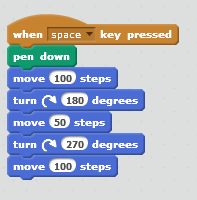 when space key pressed
pen down
move 100 steps
turn 180 degrees
move 50 steps
turn 270 degrees
move 100 steps